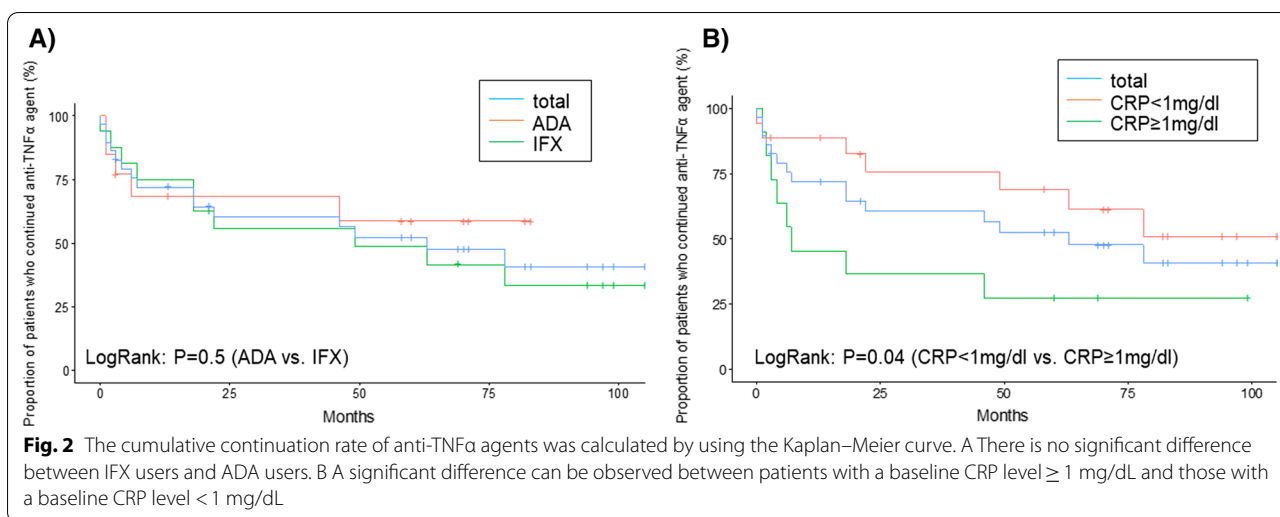 A)
Proportion of patients who continued anti-TNFα agent (%)
total
ADA
IFX
100
75
50
25
0
LogRank: P=0.5 (ADA vs. IFX)
0 25 50 75 100
Months
B)
Proportion of patients who continued anti-TNFα agent (%)
total
CRP<1mg/dl
CRP≥1mg/dl
100
75
50
25
0
LogRank: P=0.04 (CRP<1mg/dl vs. CRP≥1mg/dl)
0 25 50 75 100
Months
Fig. 2 The cumulative continuation rate of anti-TNFα agents was calculated by using the Kaplan–Meier curve. A There is no significant difference
between IFX users and ADA users. B A significant difference can be observed between patients with a baseline CRP level ≥ 1 mg/dL and those with
a baseline CRP level < 1 mg/dL